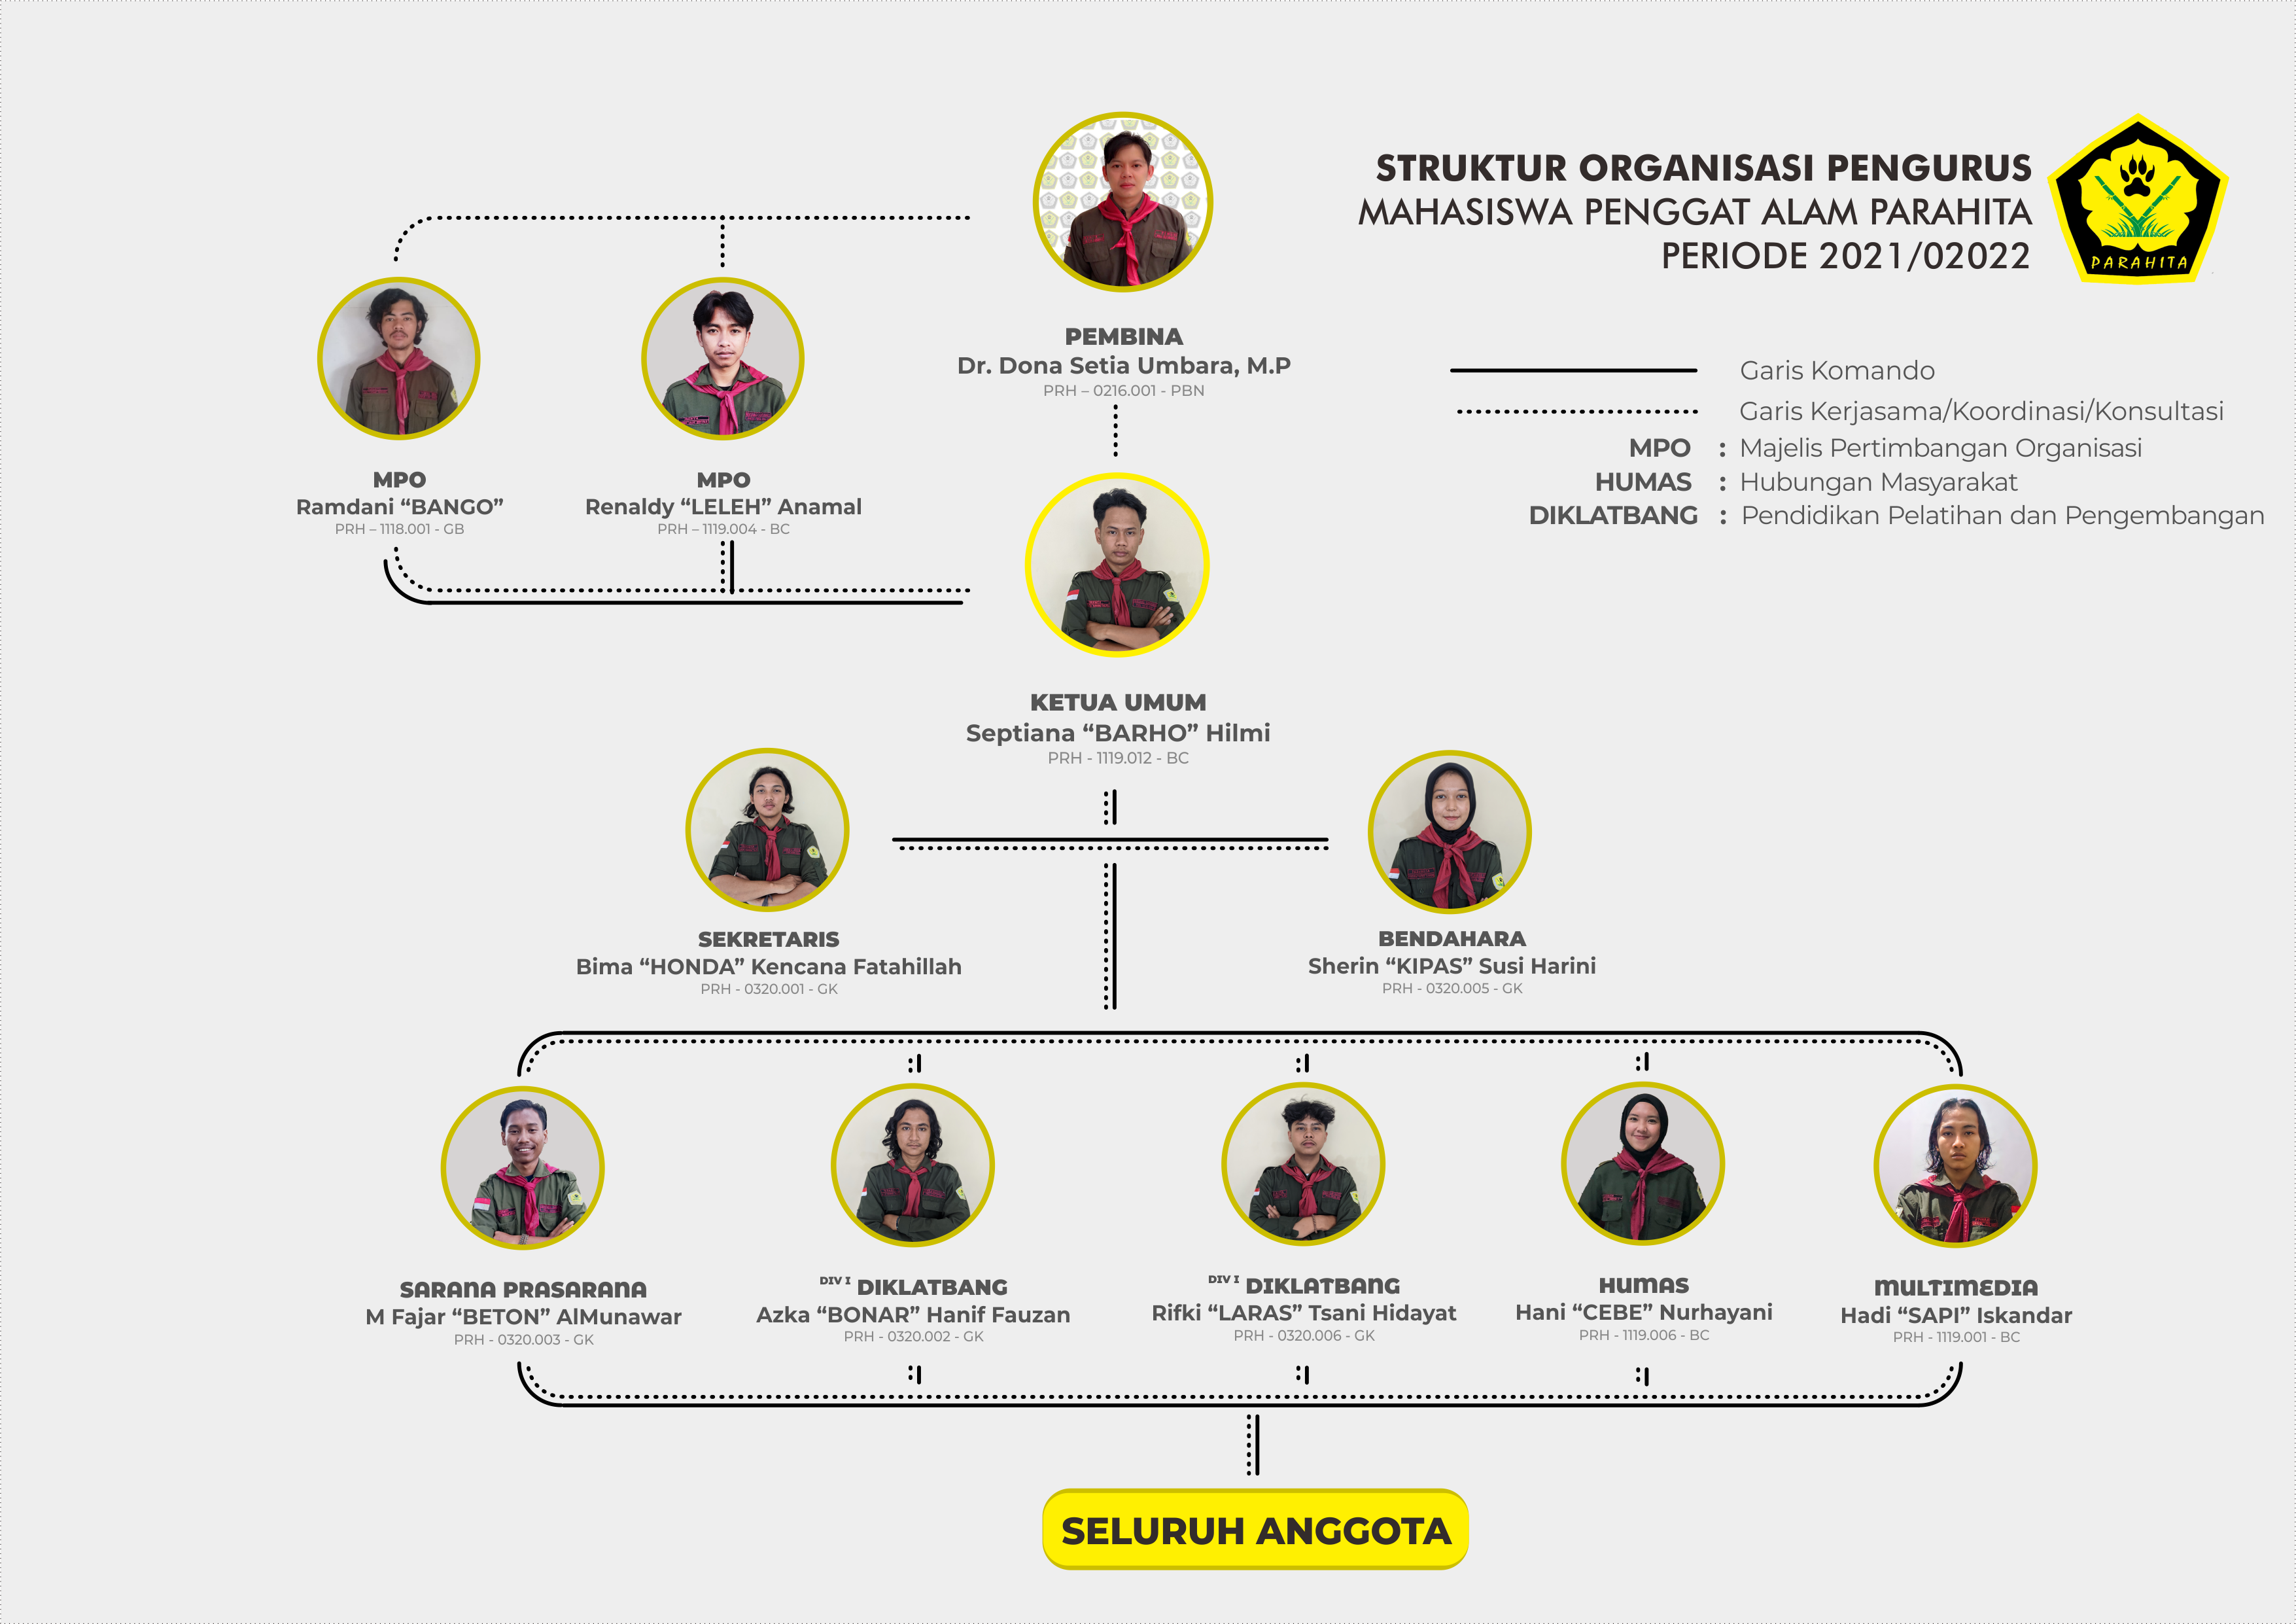 STRUKTUR ORGANISASI PENGURUS
MAHASISWA PENGGAT ALAM PARAHITA
PERIODE 2021/02022
PARAHITA
Garis Komando
Garis Kerjasama/Koordinasi/Konsultasi
MPO : Majelis Pertimbangan Organisasi
HUMAS : Hubungan Masyarakat
DIKLATBANG : Pendidikan Pelatihan dan Pengembangan
PEMBINA
Dr. Dona Setia Umbara, M.P
PRH – 0216.001 - PBN
MPO
Ramdani “BANGO”
PRH – 1118.001 - GB
MPO
Renaldy “LELEH” Anamal
PRH – 1119.004 - BC
KETUA UMUM
Septiana “BARHO” Hilmi
PRH - 1119.012 - BC
SEKRETARIS
Bima “HONDA” Kencana Fatahillah
PRH - 0320.001 - GK
BENDAHARA
Sherin “KIPAS” Susi Harini
PRH - 0320.005 - GK
SARANA PRASARANA
M Fajar “BETON” AlMunawar
PRH - 0320.003 - GK
DIV I DIKLATBANG
Azka “BONAR” Hanif Fauzan
PRH - 0320.002 - GK
DIV I DIKLATBANG
Rifki “LARAS” Tsani Hidayat
PRH - 0320.006 - GK
HUMAS
Hani “CEBE” Nurhayani
PRH - 1119.006 - BC
MULTIMEDIA
Hadi “SAPI” Iskandar
PRH - 1119.001 - BC
SELURUH ANGGOTA